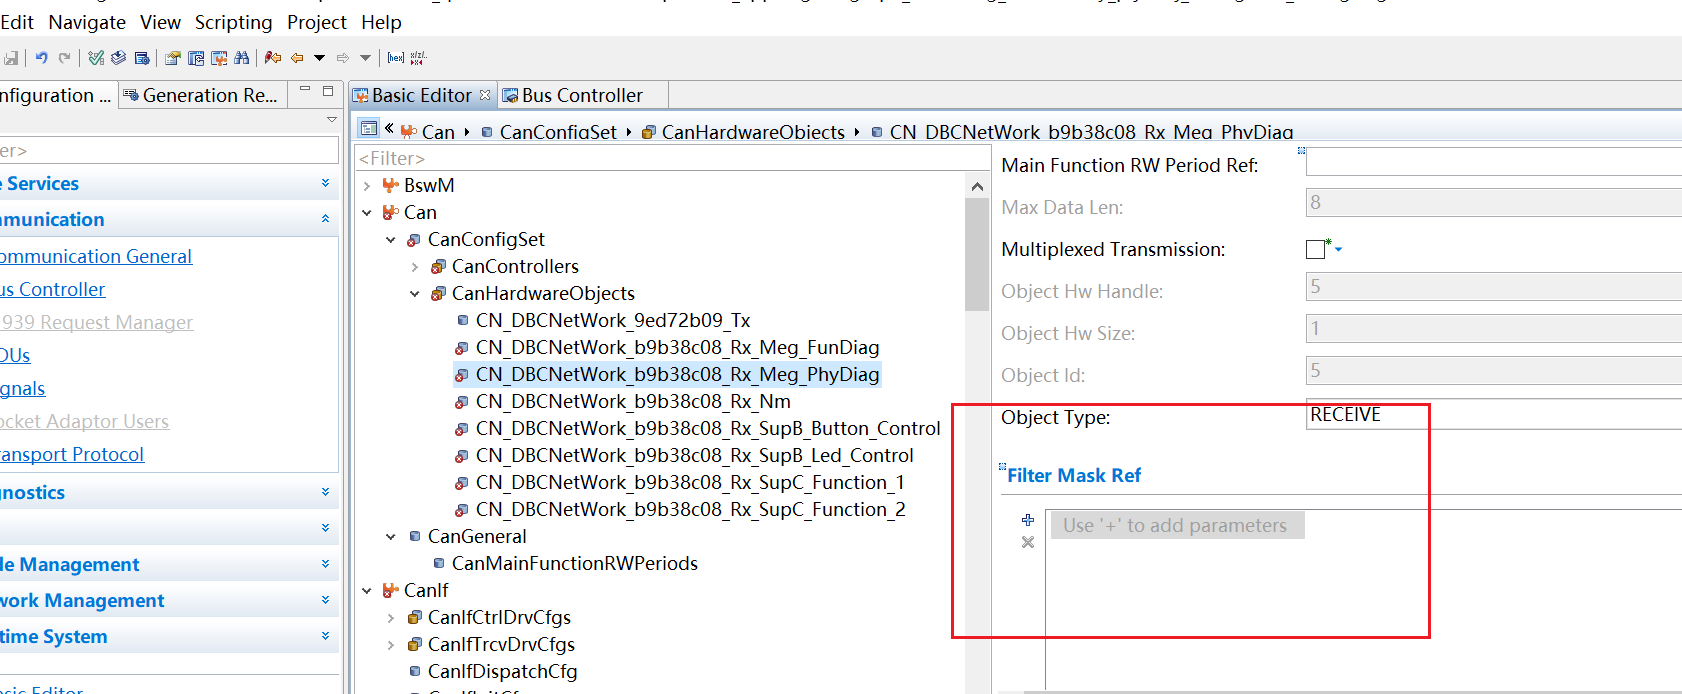 Edit Navigate View Scripting Project Help
nfiguration ... Generation Re...
Basic Editor Bus Controller
« Can CanConfigSet CanHardwareObjects CN_DBCNetWork_b9b38c08_Rx_Meg_PhyDiag
er>
e Services
mmunication
ommunication General
us Controller
939 Request Manager
DUs
gnals
ocket Adaptor Users
ransport Protocol
gnostics
le Management
work Management
time System
asic Editor
<Filter>
BswM
Can
CanConfigSet
CanControllers
CanHardwareObjects
CN_DBCNetWork_9ed72b09_Tx
CN_DBCNetWork_b9b38c08_Rx_Meg_FunDiag
CN_DBCNetWork_b9b38c08_Rx_Meg_PhyDiag
CN_DBCNetWork_b9b38c08_Rx_Nm
CN_DBCNetWork_b9b38c08_Rx_SupB_Button_Control
CN_DBCNetWork_b9b38c08_Rx_SupB_Led_Control
CN_DBCNetWork_b9b38c08_Rx_SupC_Function_1
CN_DBCNetWork_b9b38c08_Rx_SupC_Function_2
CanGeneral
CanMainFunctionRWPeriods
CanIf
CanIfCtrlDrvCfgs
CanIfTrcvDrvCfgs
CanIfDispatchCfg
Main Function RW Period Ref:
Max Data Len: 8
Multiplexed Transmission:
Object Hw Handle: 5
Object Hw Size: 1
Object Id: 5
Object Type: RECEIVE
Filter Mask Ref
Use '+' to add parameters